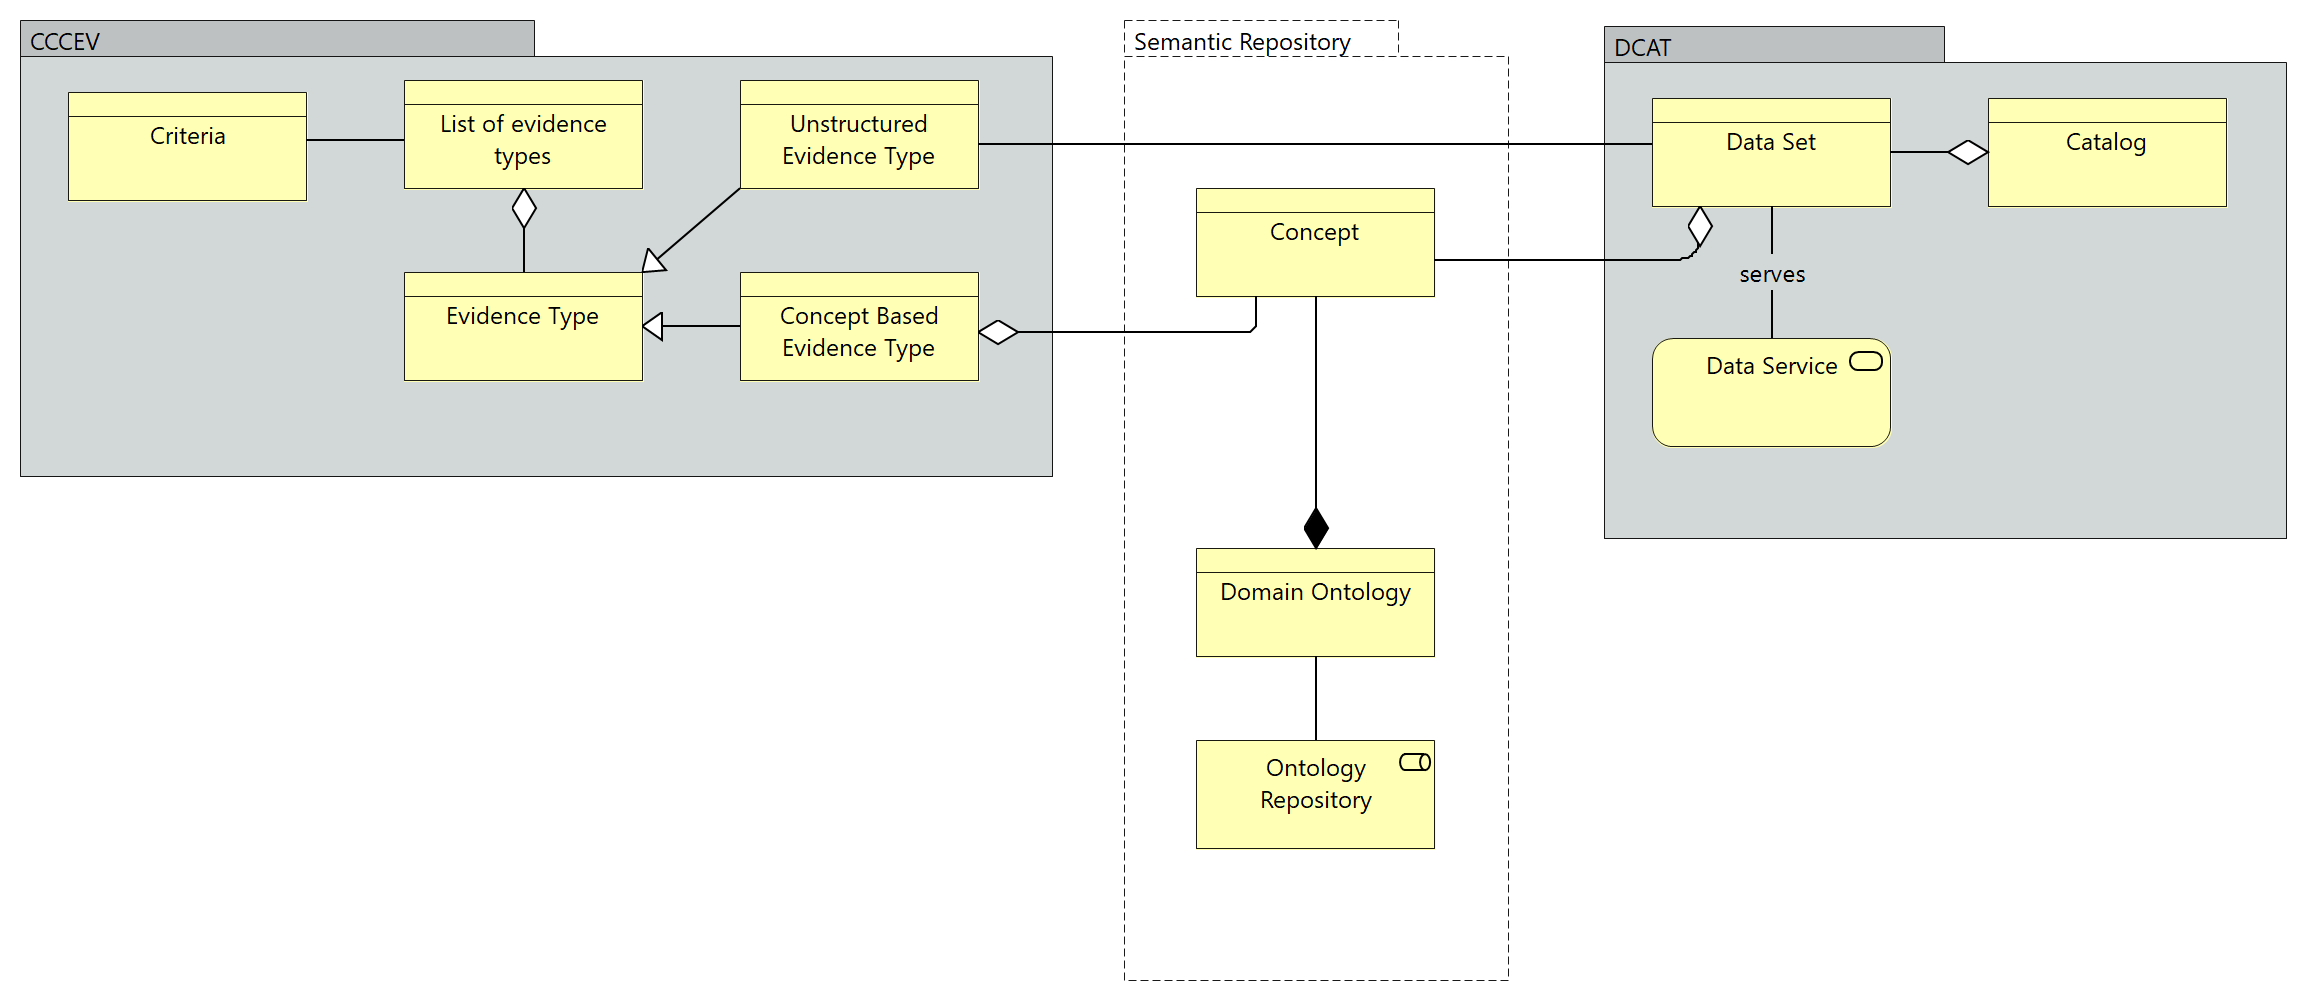 CCCEV
Criteria
List of evidence
types
Unstructured
Evidence Type
Evidence Type
Concept Based
Evidence Type
Semantic Repository
Concept
Domain Ontology
Ontology
Repository
DCAT
Data Set
Catalog
serves
Data Service